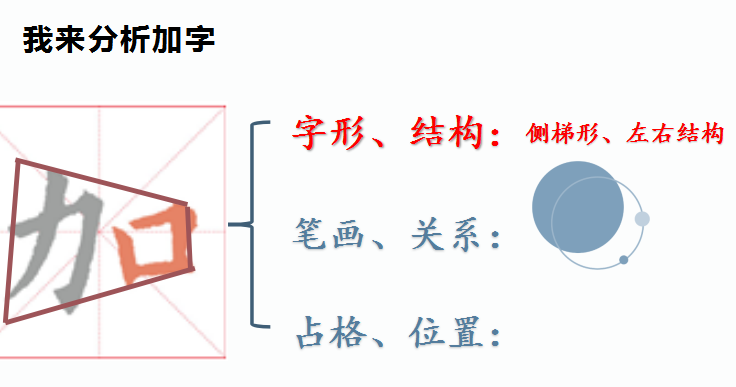 我来分析加字
加
字形、结构：侧梯形、左右结构
笔画、关系：
占格、位置：